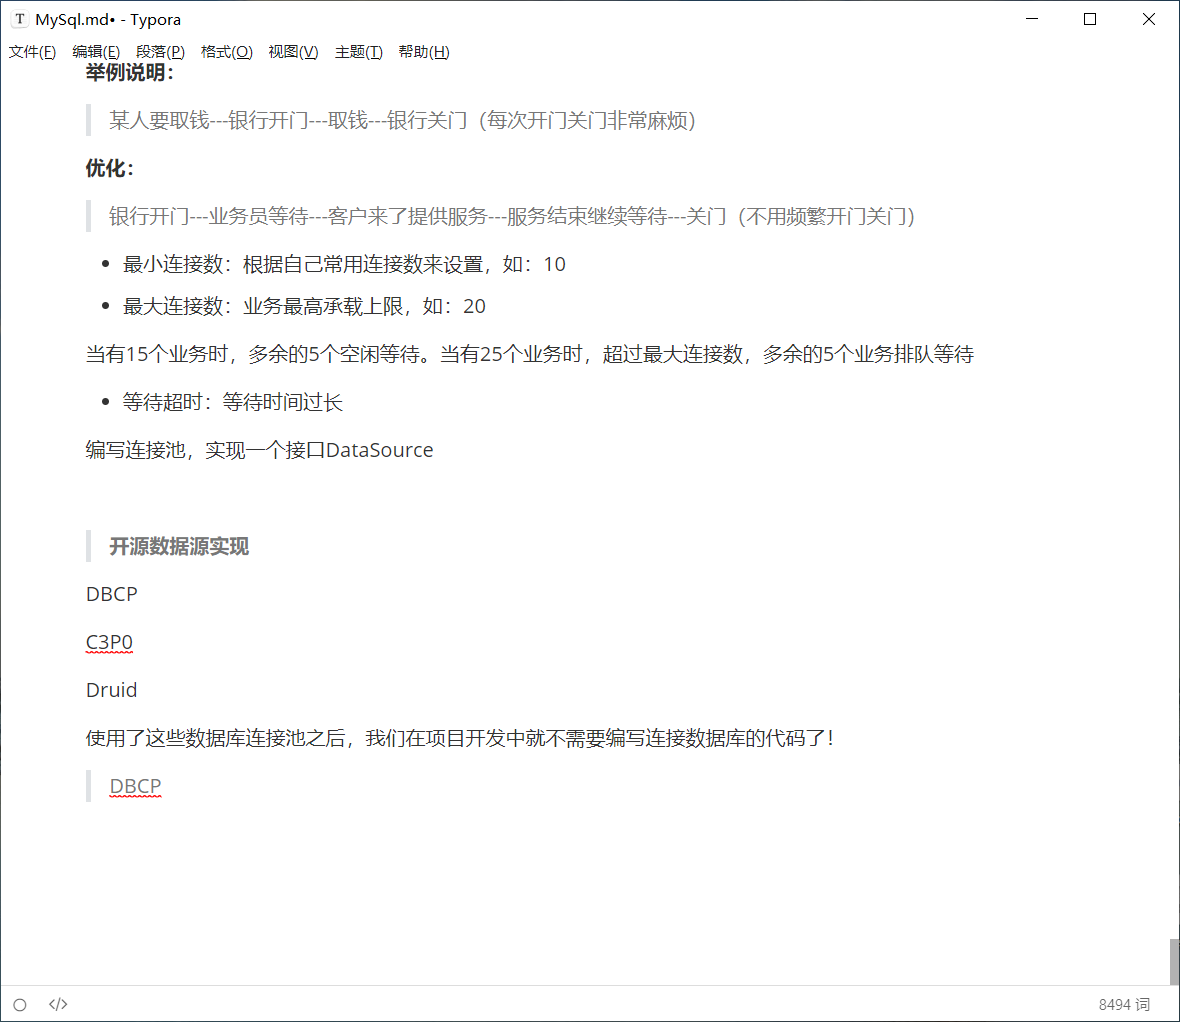 MySql.md• - Typora
文件(F) 编辑(E) 段落(P) 格式(O) 视图(V) 主题(T) 帮助(H)
举例说明：
某人要取钱---银行开门---取钱---银行关门（每次开门关门非常麻烦）
优化：
银行开门---业务员等待---客户来了提供服务---服务结束继续等待---关门（不用频繁开门关门）
• 最小连接数：根据自己常用连接数来设置，如：10
• 最大连接数：业务最高承载上限，如：20
当有15个业务时，多余的5个空闲等待。当有25个业务时，超过最大连接数，多余的5个业务排队等待
• 等待超时：等待时间过长
编写连接池，实现一个接口DataSource
开源数据源实现
DBCP
C3P0
Druid
使用了这些数据库连接池之后，我们在项目开发中就不需要编写连接数据库的代码了！
DBCP
</> 8494 词